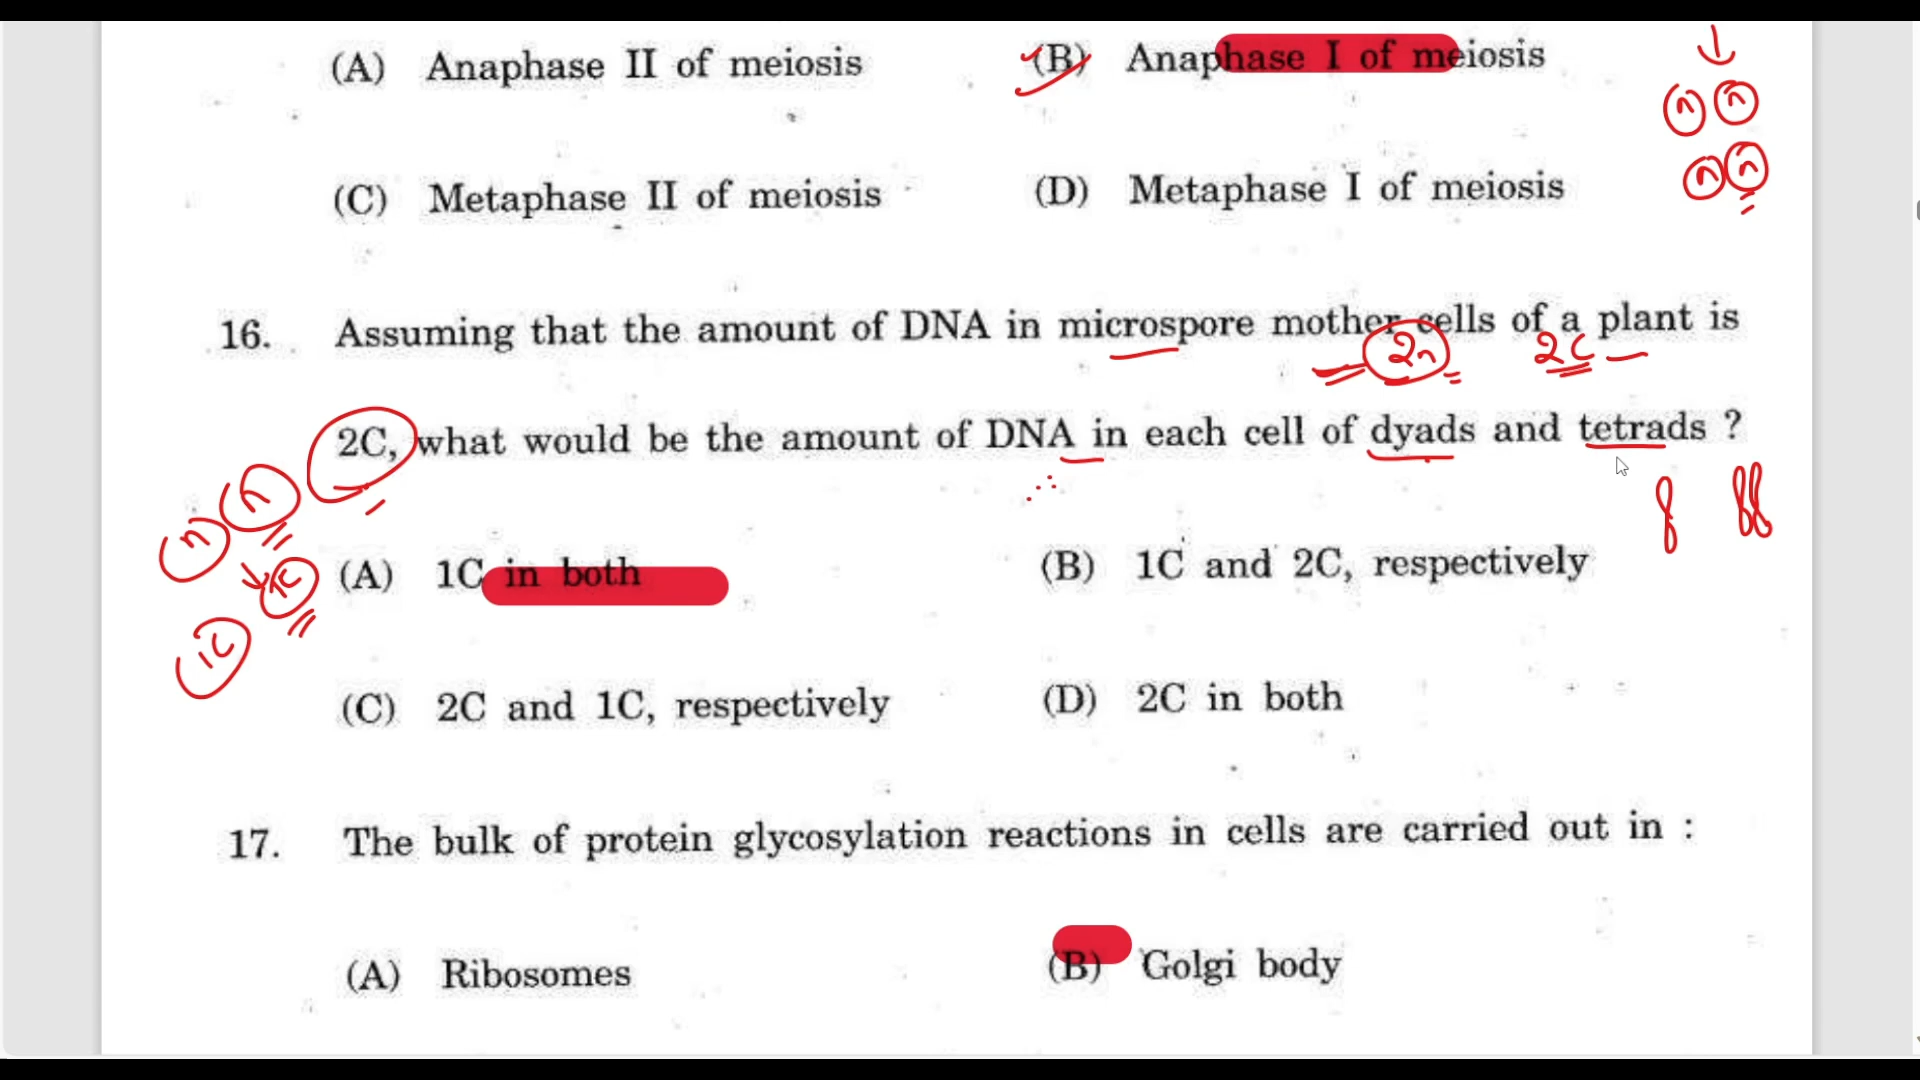 (A) Anaphase II of meiosis (B) Anaphase I of meiosis
n n
n n
(C) Metaphase II of meiosis (D) Metaphase I of meiosis
16. Assuming that the amount of DNA in microspore mother cells of a plant is
2n 2C
2C, what would be the amount of DNA in each cell of dyads and tetrads ?
n n
(A) 1C in both (B) 1C and 2C, respectively
1C
1C
(C) 2C and 1C, respectively (D) 2C in both
17. The bulk of protein glycosylation reactions in cells are carried out in :
(A) Ribosomes (B) Golgi body